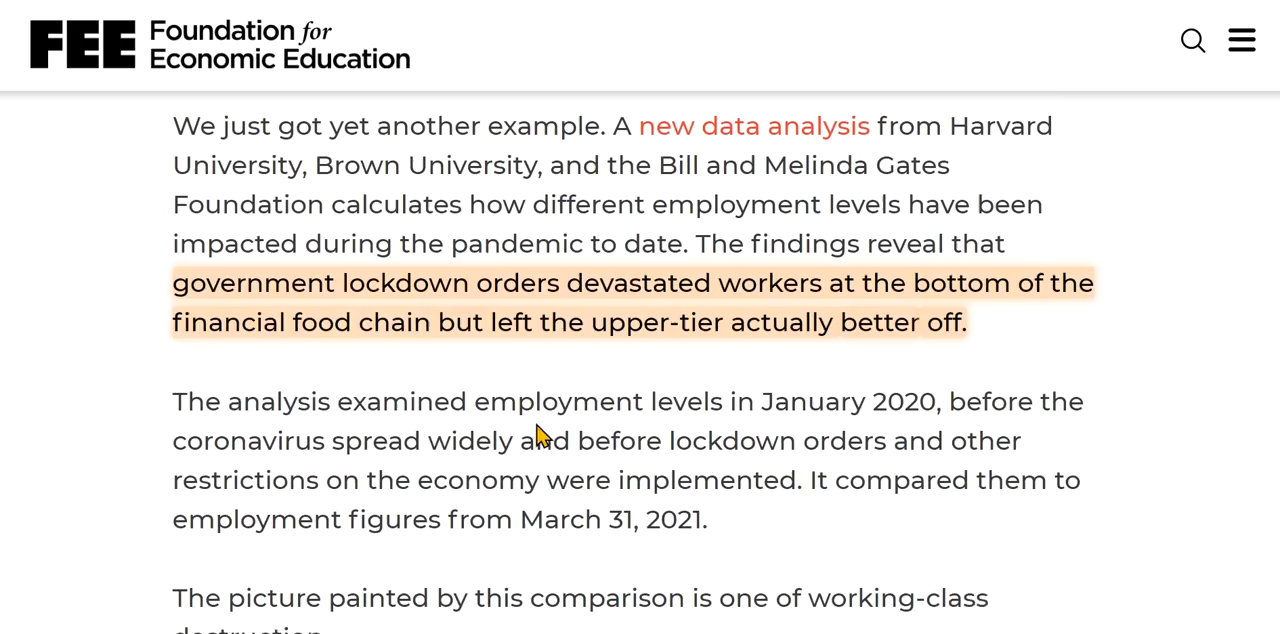 FEE Foundation for
Economic Education
We just got yet another example. A new data analysis from Harvard
University, Brown University, and the Bill and Melinda Gates
Foundation calculates how different employment levels have been
impacted during the pandemic to date. The findings reveal that
government lockdown orders devastated workers at the bottom of the
financial food chain but left the upper-tier actually better off.
The analysis examined employment levels in January 2020, before the
coronavirus spread widely and before lockdown orders and other
restrictions on the economy were implemented. It compared them to
employment figures from March 31, 2021.
The picture painted by this comparison is one of working-class
destruction.